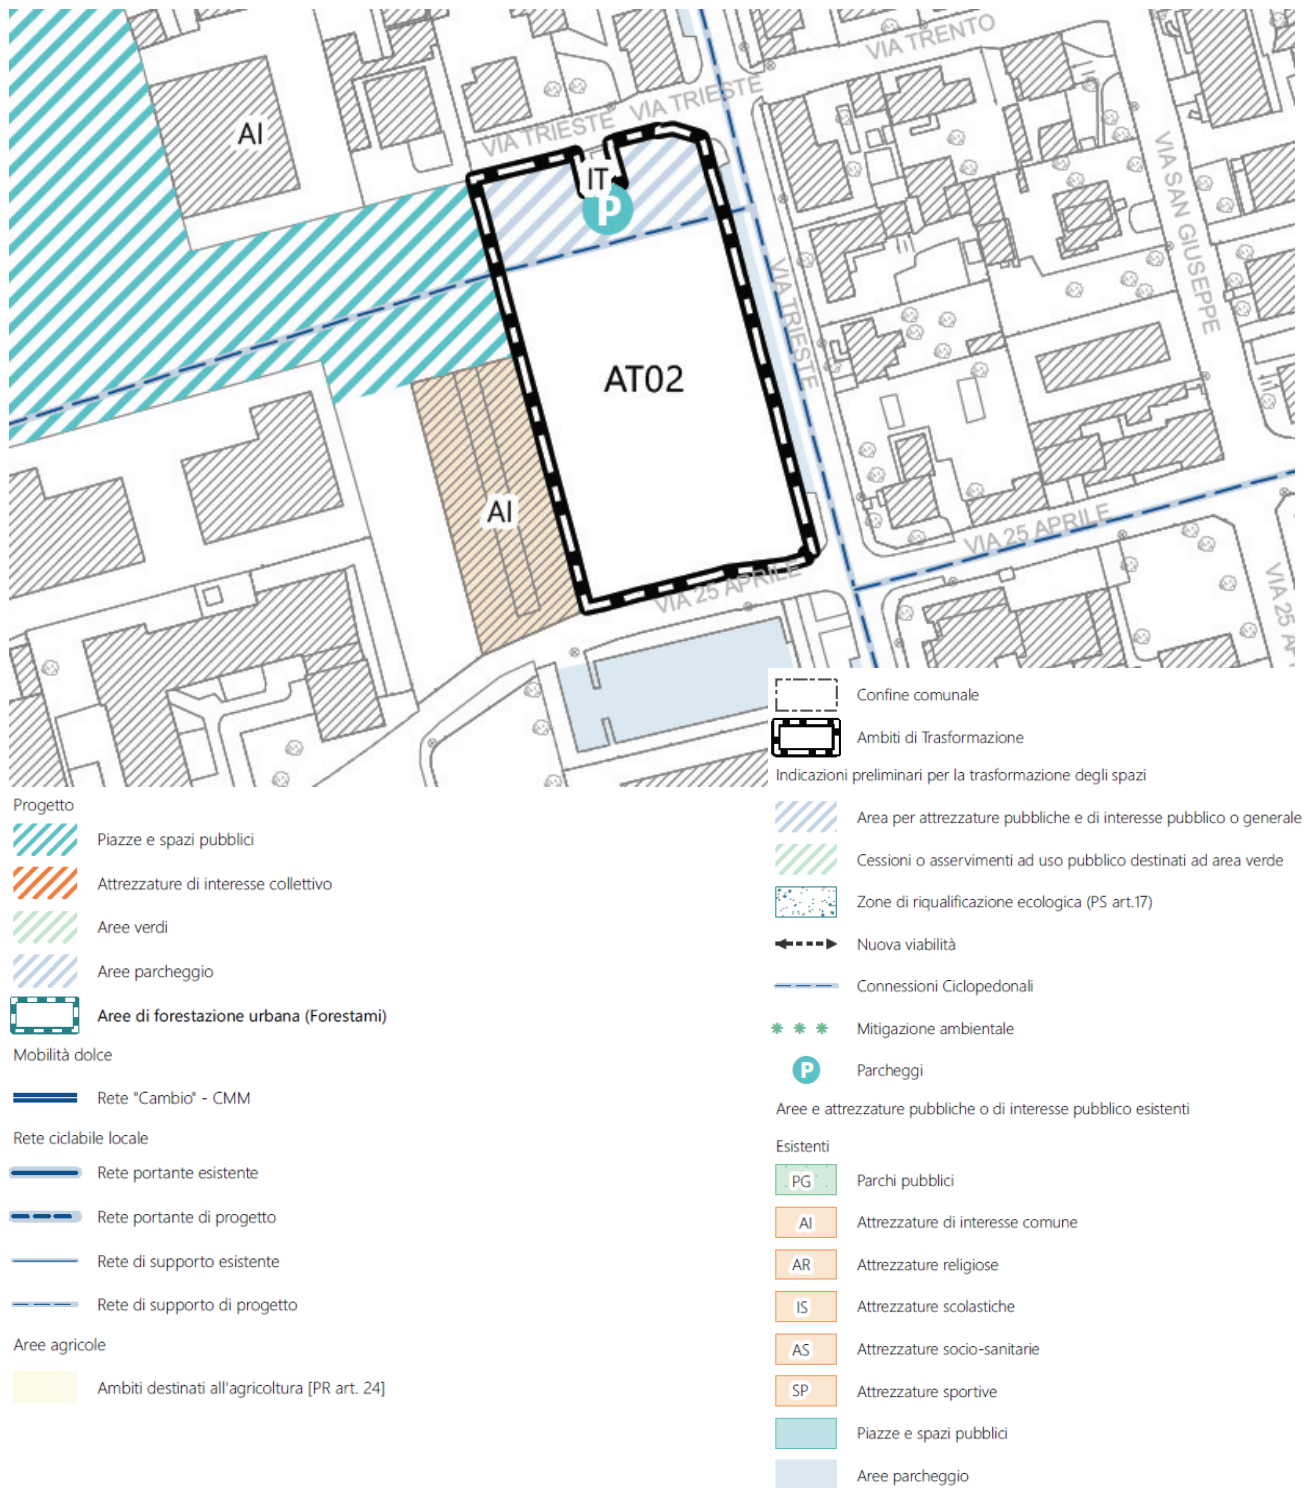 VIA TRENTO
VIA TRIESTE
VIA TRIESTE
AI
IT
P
VIA SAN GIUSEPPE
VIA TRIESTE
AT02
AI
VIA 25 APRILE
VIA 25 APRILE
VIA 25 AP
Confine comunale
Ambiti di Trasformazione
Indicazioni preliminari per la trasformazione degli spazi
Area per attrezzature pubbliche e di interesse pubblico o generale
Cessioni o asservimenti ad uso pubblico destinati ad area verde
Zone di riqualificazione ecologica (PS art.17)
Nuova viabilità
Connessioni Ciclopedonali
Mitigazione ambientale
P Parcheggi
Aree e attrezzature pubbliche o di interesse pubblico esistenti
Esistenti
PG Parchi pubblici
AI Attrezzature di interesse comune
AR Attrezzature religiose
IS Attrezzature scolastiche
AS Attrezzature socio-sanitarie
SP Attrezzature sportive
Piazze e spazi pubblici
Aree parcheggio
Progetto
Piazze e spazi pubblici
Attrezzature di interesse collettivo
Aree verdi
Aree parcheggio
Aree di forestazione urbana (Forestami)
Mobilità dolce
Rete "Cambio" - CMM
Rete ciclabile locale
Rete portante esistente
Rete portante di progetto
Rete di supporto esistente
Rete di supporto di progetto
Aree agricole
Ambiti destinati all'agricoltura [PR art. 24]